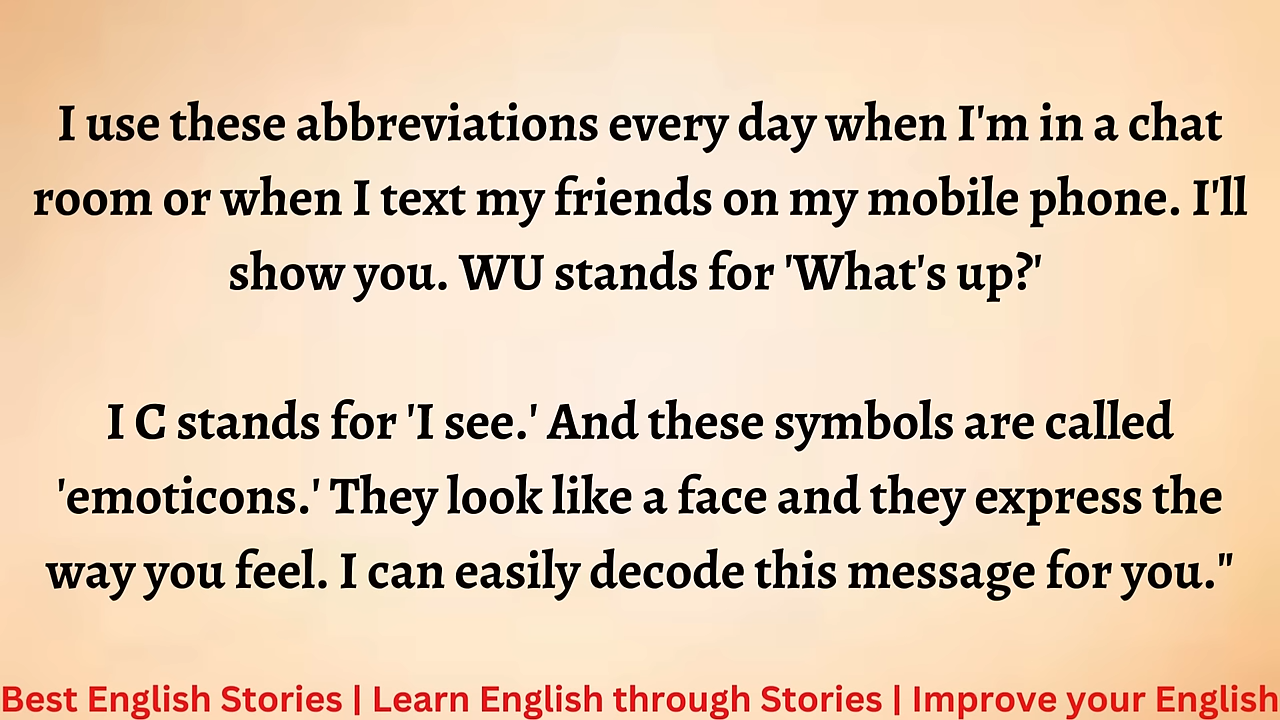 I use these abbreviations every day when I'm in a chat
room or when I text my friends on my mobile phone. I'll
show you. WU stands for 'What's up?'
I C stands for 'I see.' And these symbols are called
'emoticons.' They look like a face and they express the
way you feel. I can easily decode this message for you."
Best English Stories | Learn English through Stories | Improve your English